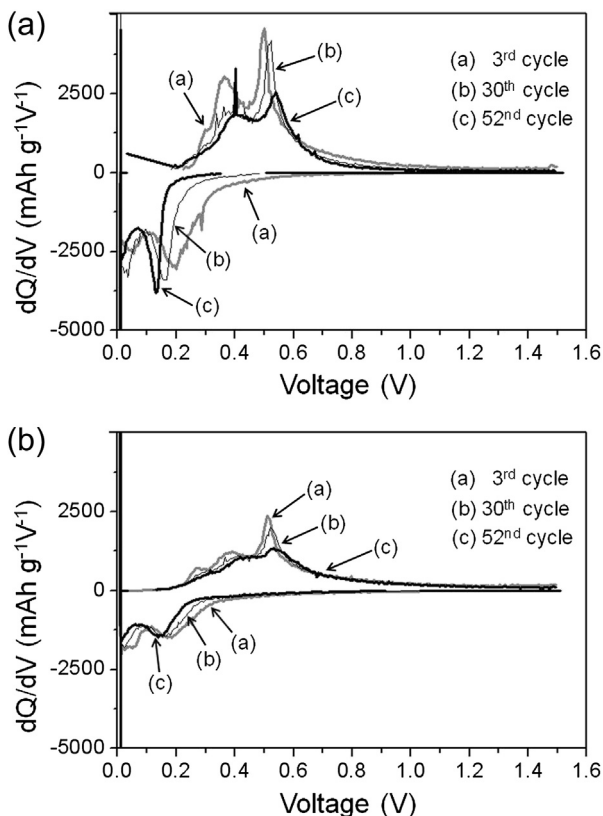 (a)
(b)
(a) 3rd cycle
(a)
(b) 30th cycle
(c)
(c) 52nd cycle
2500
0
-2500
-5000
dQ/dV (mAh g-1V-1)
(a)
(b)
(c)
0.0 0.2 0.4 0.6 0.8 1.0 1.2 1.4 1.6
Voltage (V)
(b)
(a)
(a) 3rd cycle
(b)
(b) 30th cycle
(c)
(c) 52nd cycle
2500
0
-2500
-5000
dQ/dV (mAh g-1V-1)
(a)
(b)
(c)
0.0 0.2 0.4 0.6 0.8 1.0 1.2 1.4 1.6
Voltage (V)